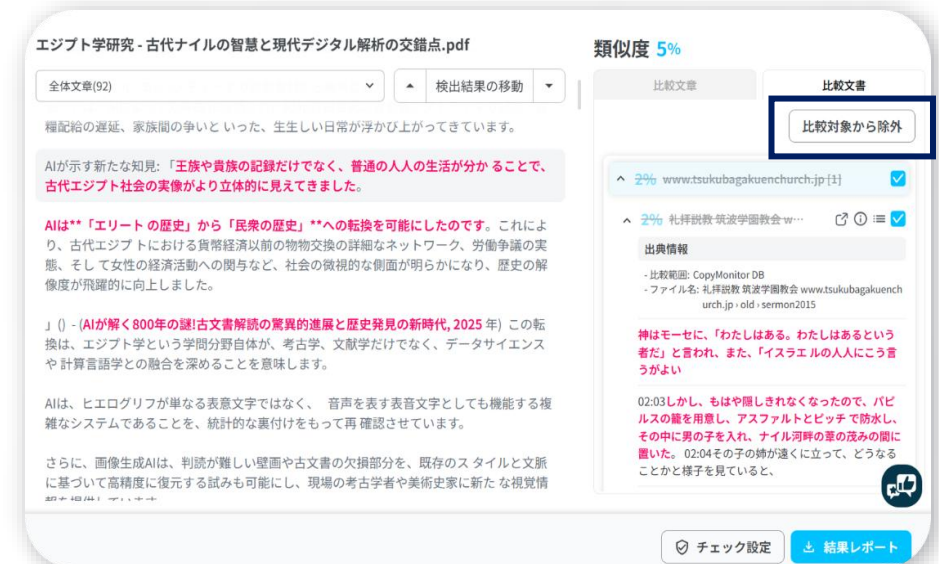 エジプト学研究 - 古代ナイルの智慧と現代デジタル解析の交錯点.pdf
全体文章(92)
検出結果の移動
糧配給の遅延、家族間の争いと いった、生生しい日常が浮かび上がってきています。
AIが示す新たな知見: 「王族や貴族の記録だけでなく、普通の人人の生活が分か ることで、
古代エジプト社会の実像がより立体的に見えてきました。
AIは**「エリート の歴史」から「民衆の歴史」**への転換を可能にしたのです。これによ
り、古代エジプ トにおける貨幣経済以前の物物交換の詳細なネットワーク、労働争議の実
態、そし て女性の経済活動への関与など、社会の微視的な側面が明らかになり、歴史の解
像度が飛躍的に向上しました。
」() - (AIが解く800年の謎!古文書解読の驚異的進展と歴史発見の新時代, 2025 年) この転
換は、エジプト学という学問分野自体が、考古学、文献学だけでなく、データサイエンス
や 計算言語学との融合を深めることを意味します。
AIは、ヒエログリフが単なる表意文字ではなく、 音声を表す表音文字としても機能する複
雑なシステムであることを、統計的な裏付けをもって再 確認させています。
さらに、画像生成AIは、判読が難しい壁画や古文書の欠損部分を、既存のス タイルと文脈
に基づいて高精度に復元する試みも可能にし、現場の考古学者や美術史家に新た な視覚情
報を提供しています
類似度 5%
比較文章
比較文書
比較対象から除外
2% www.tsukubagakuenchurch.jp [1]
2% 礼拝説教 筑波学園教会 w…
出典情報
- 比較範囲: CopyMonitor DB
- ファイル名: 礼拝説教 筑波学園教会 www.tsukubagakuench
urch.jp › old › sermon2015
神はモーセに、「わたしはある。わたしはあるという
者だ」と言われ、また、「イスラエ ルの人人にこう言
うがよい
02:03しかし、もはや隠しきれなくなったので、パピ
ルスの籠を用意し、アスファルトとピッチ で防水し、
その中に男の子を入れ、ナイル河畔の葦の茂みの間に
置いた。 02:04その子の姉が遠くに立って、どうなる
ことかと様子を見ていると、
チェック設定
結果レポート